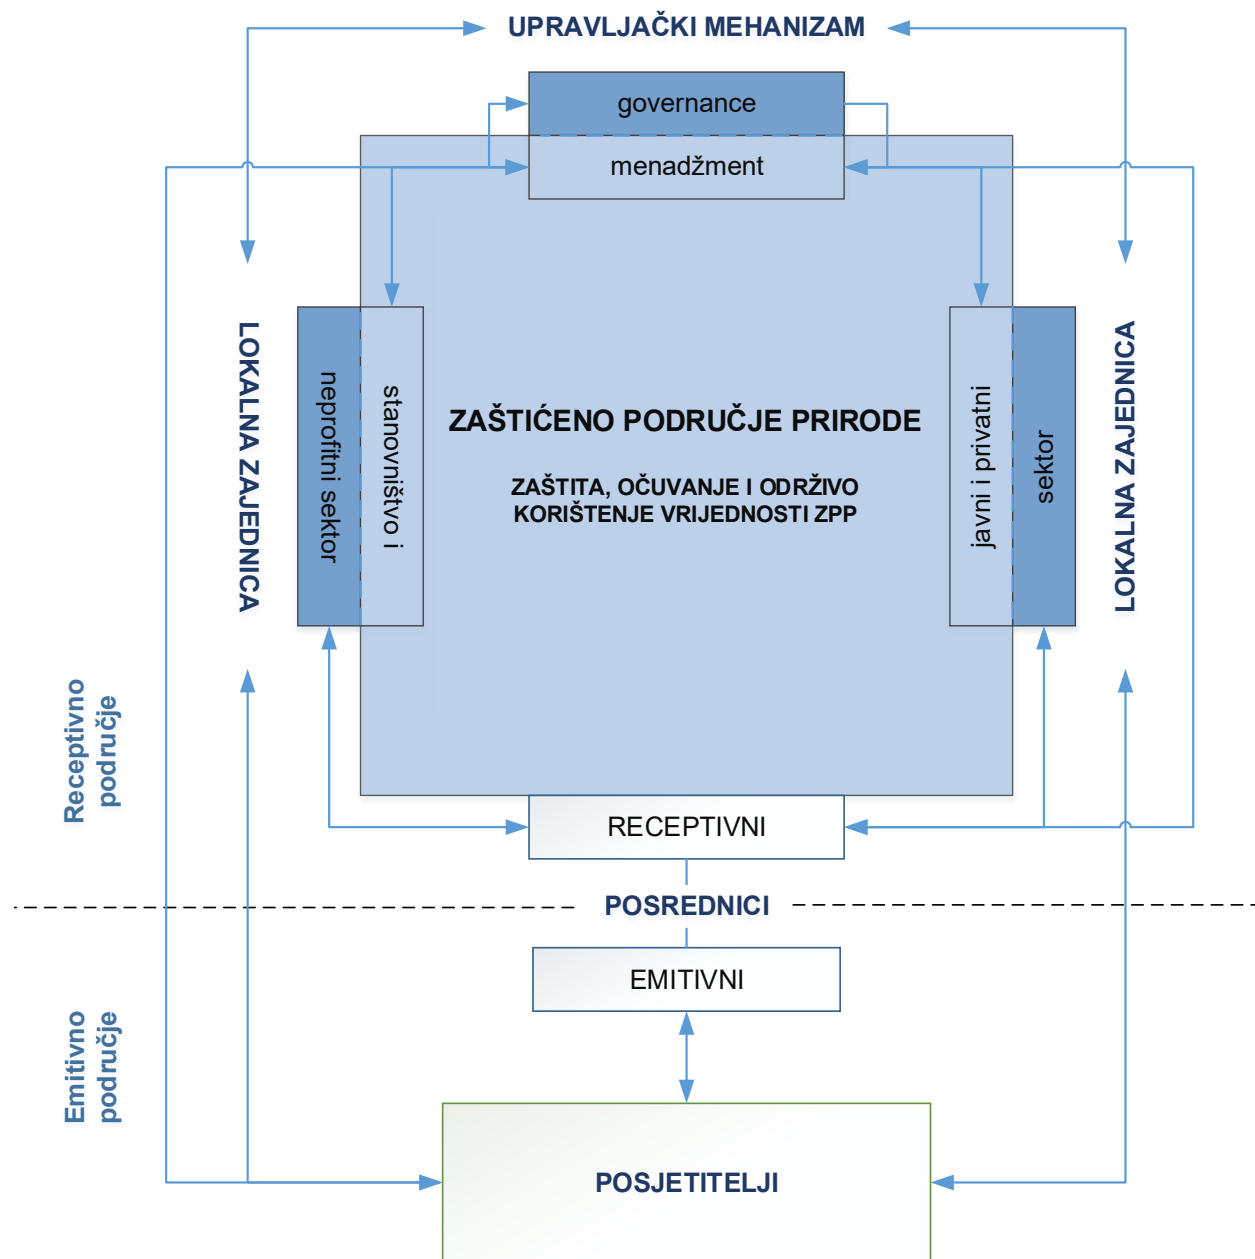 UPRAVLJAČKI MEHANIZAM
governance
menadžment
LOKALNA ZAJEDNICA
neprofitni sektor
stanovništvo i
ZAŠTIĆENO PODRUČJE PRIRODE
ZAŠTITA, OČUVANJE I ODRŽIVO
KORIŠTENJE VRIJEDNOSTI ZPP
javni i privatni
sektor
LOKALNA ZAJEDNICA
Receptivno
područje
RECEPTIVNI
POSREDNICI
EMITIVNI
Emitivno
područje
POSJETITELJI